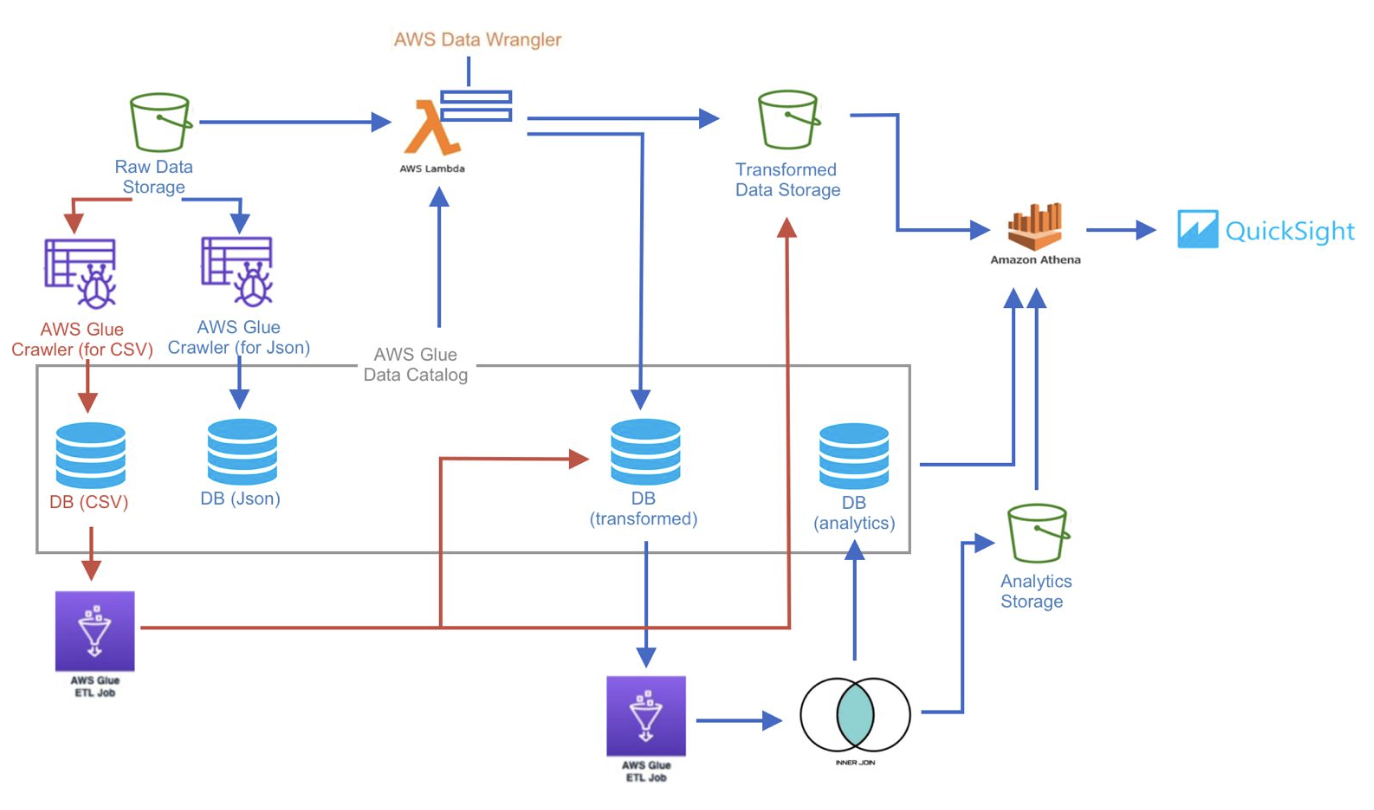 AWS Data Wrangler
Raw Data
Storage
AWS Lambda
Transformed
Data Storage
Amazon Athena
QuickSight
AWS Glue
Crawler (for CSV)
AWS Glue
Crawler (for Json)
AWS Glue
Data Catalog
DB (CSV)
DB (Json)
DB
(transformed)
DB
(analytics)
Analytics
Storage
AWS Glue
ETL Job
AWS Glue
ETL Job
INNER JOIN